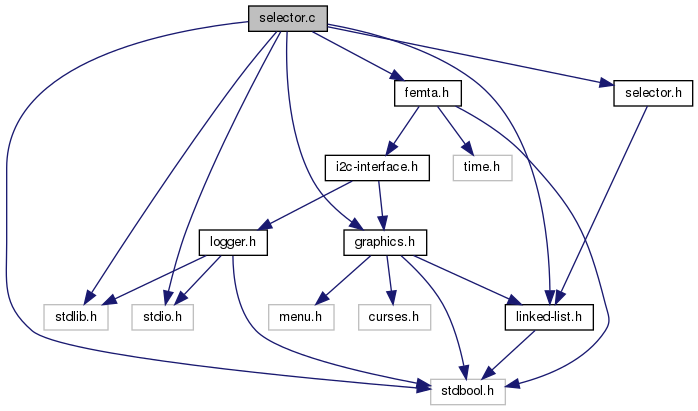 selector.c
femta.h
selector.h
i2c-interface.h
time.h
logger.h
graphics.h
stdlib.h
stdio.h
menu.h
curses.h
linked-list.h
stdbool.h